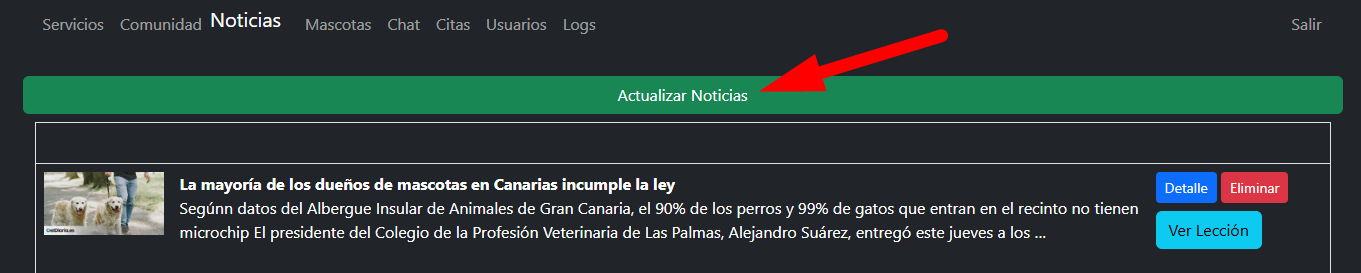 Servicios Comunidad Noticias Mascotas Chat Citas Usuarios Logs Salir
Actualizar Noticias
La mayoría de los dueños de mascotas en Canarias incumple la ley
Segúnn datos del Albergue Insular de Animales de Gran Canaria, el 90% de los perros y 99% de gatos que entran en el recinto no tienen
microchip El presidente del Colegio de la Profesión Veterinaria de Las Palmas, Alejandro Suárez, entregó este jueves a los ...
Detalle Eliminar
Ver Lección